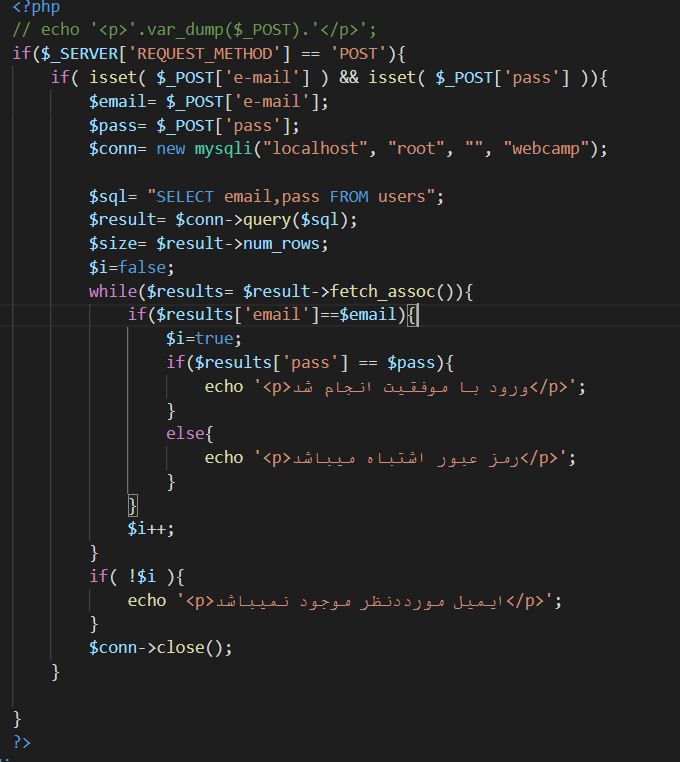 <?php
// echo '<p>'.var_dump($_POST).'</p>';
if($_SERVER['REQUEST_METHOD'] == 'POST'){
if( isset( $_POST['e-mail'] ) && isset( $_POST['pass'] )){
$email= $_POST['e-mail'];
$pass= $_POST['pass'];
$conn= new mysqli("localhost", "root", "", "webcamp");
$sql= "SELECT email,pass FROM users";
$result= $conn->query($sql);
$size= $result->num_rows;
$i=false;
while($results= $result->fetch_assoc()){
if($results['email']==$email){
$i=true;
if($results['pass'] == $pass){
echo '<p>ورود با موفقیت انجام شد</p>';
}
else{
echo '<p>رمز عبور اشتباه میباشد</p>';
}
}
$i++;
}
if( !$i ){
echo '<p>ایمیل مورددنظر موجود نمیباشد</p>';
}
$conn->close();
}
}
?>